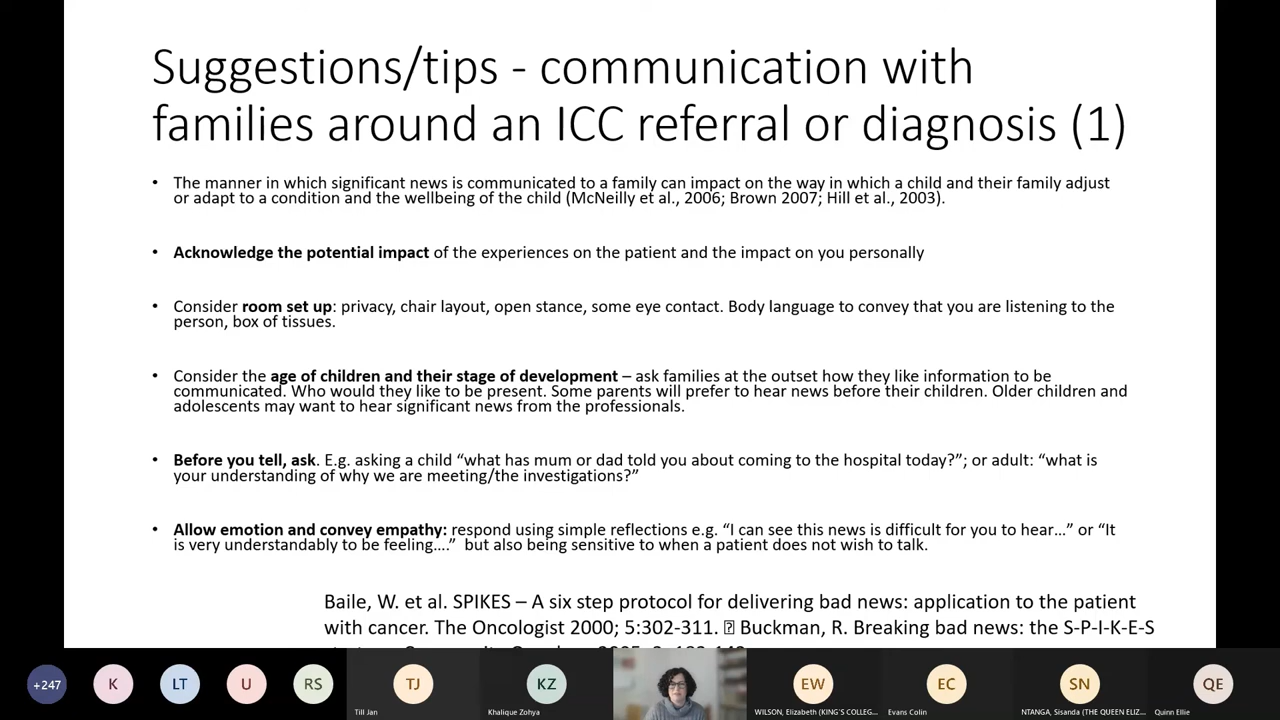 Suggestions/tips - communication with
families around an ICC referral or diagnosis (1)
• The manner in which significant news is communicated to a family can impact on the way in which a child and their family adjust
or adapt to a condition and the wellbeing of the child (McNeilly et al., 2006; Brown 2007; Hill et al., 2003).
• Acknowledge the potential impact of the experiences on the patient and the impact on you personally
• Consider room set up: privacy, chair layout, open stance, some eye contact. Body language to convey that you are listening to the
person, box of tissues.
• Consider the age of children and their stage of development – ask families at the outset how they like information to be
communicated. Who would they like to be present. Some parents will prefer to hear news before their children. Older children and
adolescents may want to hear significant news from the professionals.
• Before you tell, ask. E.g. asking a child “what has mum or dad told you about coming to the hospital today?”; or adult: “what is
your understanding of why we are meeting/the investigations?”
• Allow emotion and convey empathy: respond using simple reflections e.g. “I can see this news is difficult for you to hear…” or “It
is very understandably to be feeling….” but also being sensitive to when a patient does not wish to talk.
Baile, W. et al. SPIKES – A six step protocol for delivering bad news: application to the patient
with cancer. The Oncologist 2000; 5:302-311. Buckman, R. Breaking bad news: the S-P-I-K-E-S
+247 K LT U RS TJ KZ EW EC SN QE
Till Jan Khalique Zohya WILSON, Elizabeth (KING'S COLLEG... Evans Colin NTANGA, Sisanda (THE QUEEN ELIZ... Quinn Ellie